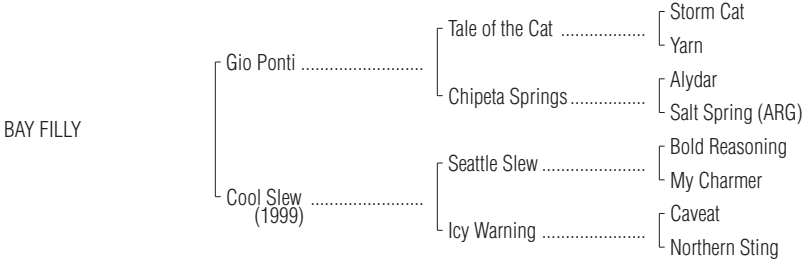 Storm Cat
Tale of the Cat ...................
Yarn
Gio Ponti ...........................
Alydar
Chipeta Springs.................
Salt Spring (ARG)
BAY FILLY
Bold Reasoning
Seattle Slew .......................
My Charmer
Cool Slew .........................
(1999)
Caveat
Icy Warning .......................
Northern Sting